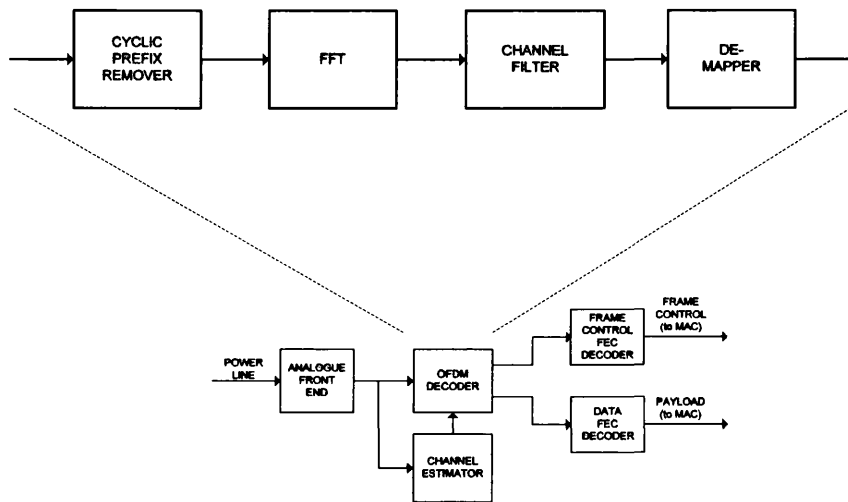 CYCLIC
PREFIX
REMOVER
FFT
CHANNEL
FILTER
DE-
MAPPER
POWER
LINE
ANALOGUE
FRONT
END
OFDM
DECODER
CHANNEL
ESTIMATOR
FRAME
CONTROL
FEC
DECODER
FRAME
CONTROL
(to MAC)
DATA
FEC
DECODER
PAYLOAD
(to MAC)